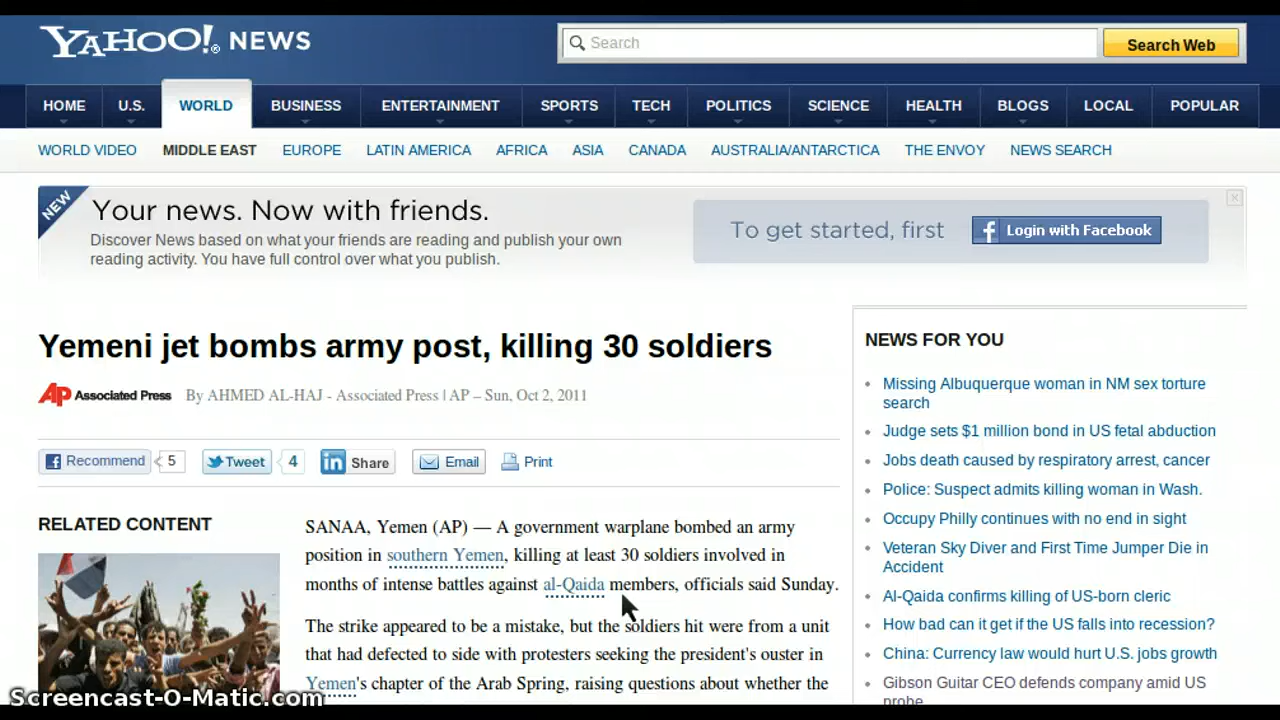 YAHOO!® NEWS
Search
Search Web
HOME U.S. WORLD BUSINESS ENTERTAINMENT SPORTS TECH POLITICS SCIENCE HEALTH BLOGS LOCAL POPULAR
WORLD VIDEO MIDDLE EAST EUROPE LATIN AMERICA AFRICA ASIA CANADA AUSTRALIA/ANTARCTICA THE ENVOY NEWS SEARCH
NEW
Your news. Now with friends.
Discover News based on what your friends are reading and publish your own
reading activity. You have full control over what you publish.
To get started, first
f Login with Facebook
Yemeni jet bombs army post, killing 30 soldiers
AP Associated Press By AHMED AL-HAJ - Associated Press | AP – Sun, Oct 2, 2011
f Recommend 5 Tweet 4 in Share Email Print
RELATED CONTENT
SANAA, Yemen (AP) — A government warplane bombed an army
position in southern Yemen, killing at least 30 soldiers involved in
months of intense battles against al-Qaida members, officials said Sunday.
The strike appeared to be a mistake, but the soldiers hit were from a unit
that had defected to side with protesters seeking the president's ouster in
Yemen's chapter of the Arab Spring, raising questions about whether the
NEWS FOR YOU
Missing Albuquerque woman in NM sex torture
search
Judge sets $1 million bond in US fetal abduction
Jobs death caused by respiratory arrest, cancer
Police: Suspect admits killing woman in Wash.
Occupy Philly continues with no end in sight
Veteran Sky Diver and First Time Jumper Die in
Accident
Al-Qaida confirms killing of US-born cleric
How bad can it get if the US falls into recession?
China: Currency law would hurt U.S. jobs growth
Gibson Guitar CEO defends company amid US
probe
Screencast-O-Matic.com